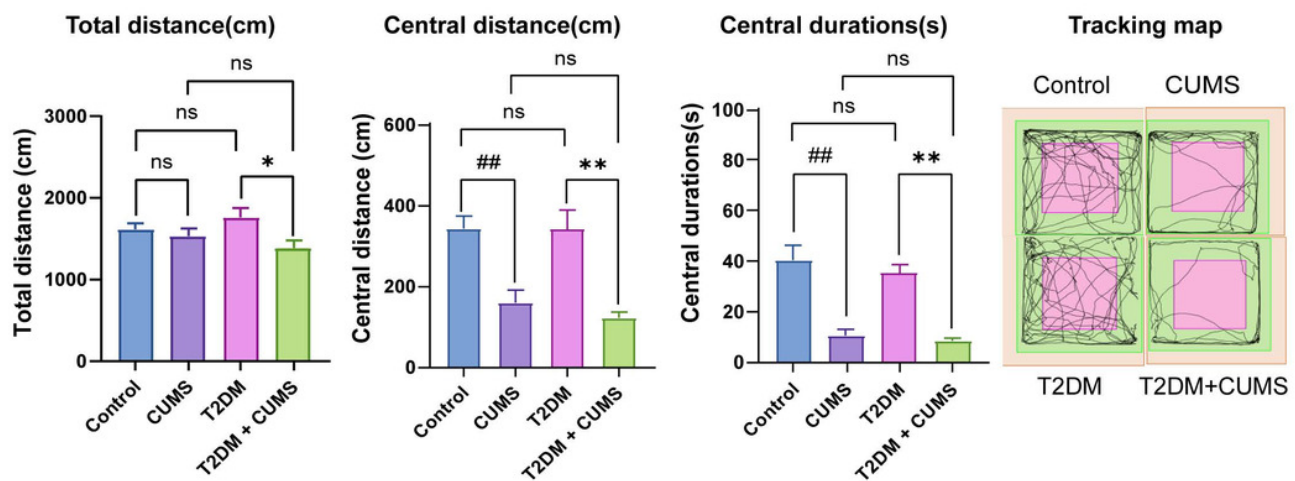 Total distance(cm)
ns
ns
ns
*
Total distance (cm)
3000
2000
1000
0
Control
CUMS
T2DM
T2DM + CUMS
Central distance(cm)
ns
ns
##
**
Central distance (cm)
600
400
200
0
Control
CUMS
T2DM
T2DM + CUMS
Central durations(s)
ns
ns
##
**
Central durations(s)
100
80
60
40
20
0
Control
CUMS
T2DM
T2DM + CUMS
Tracking map
Control CUMS
T2DM T2DM+CUMS